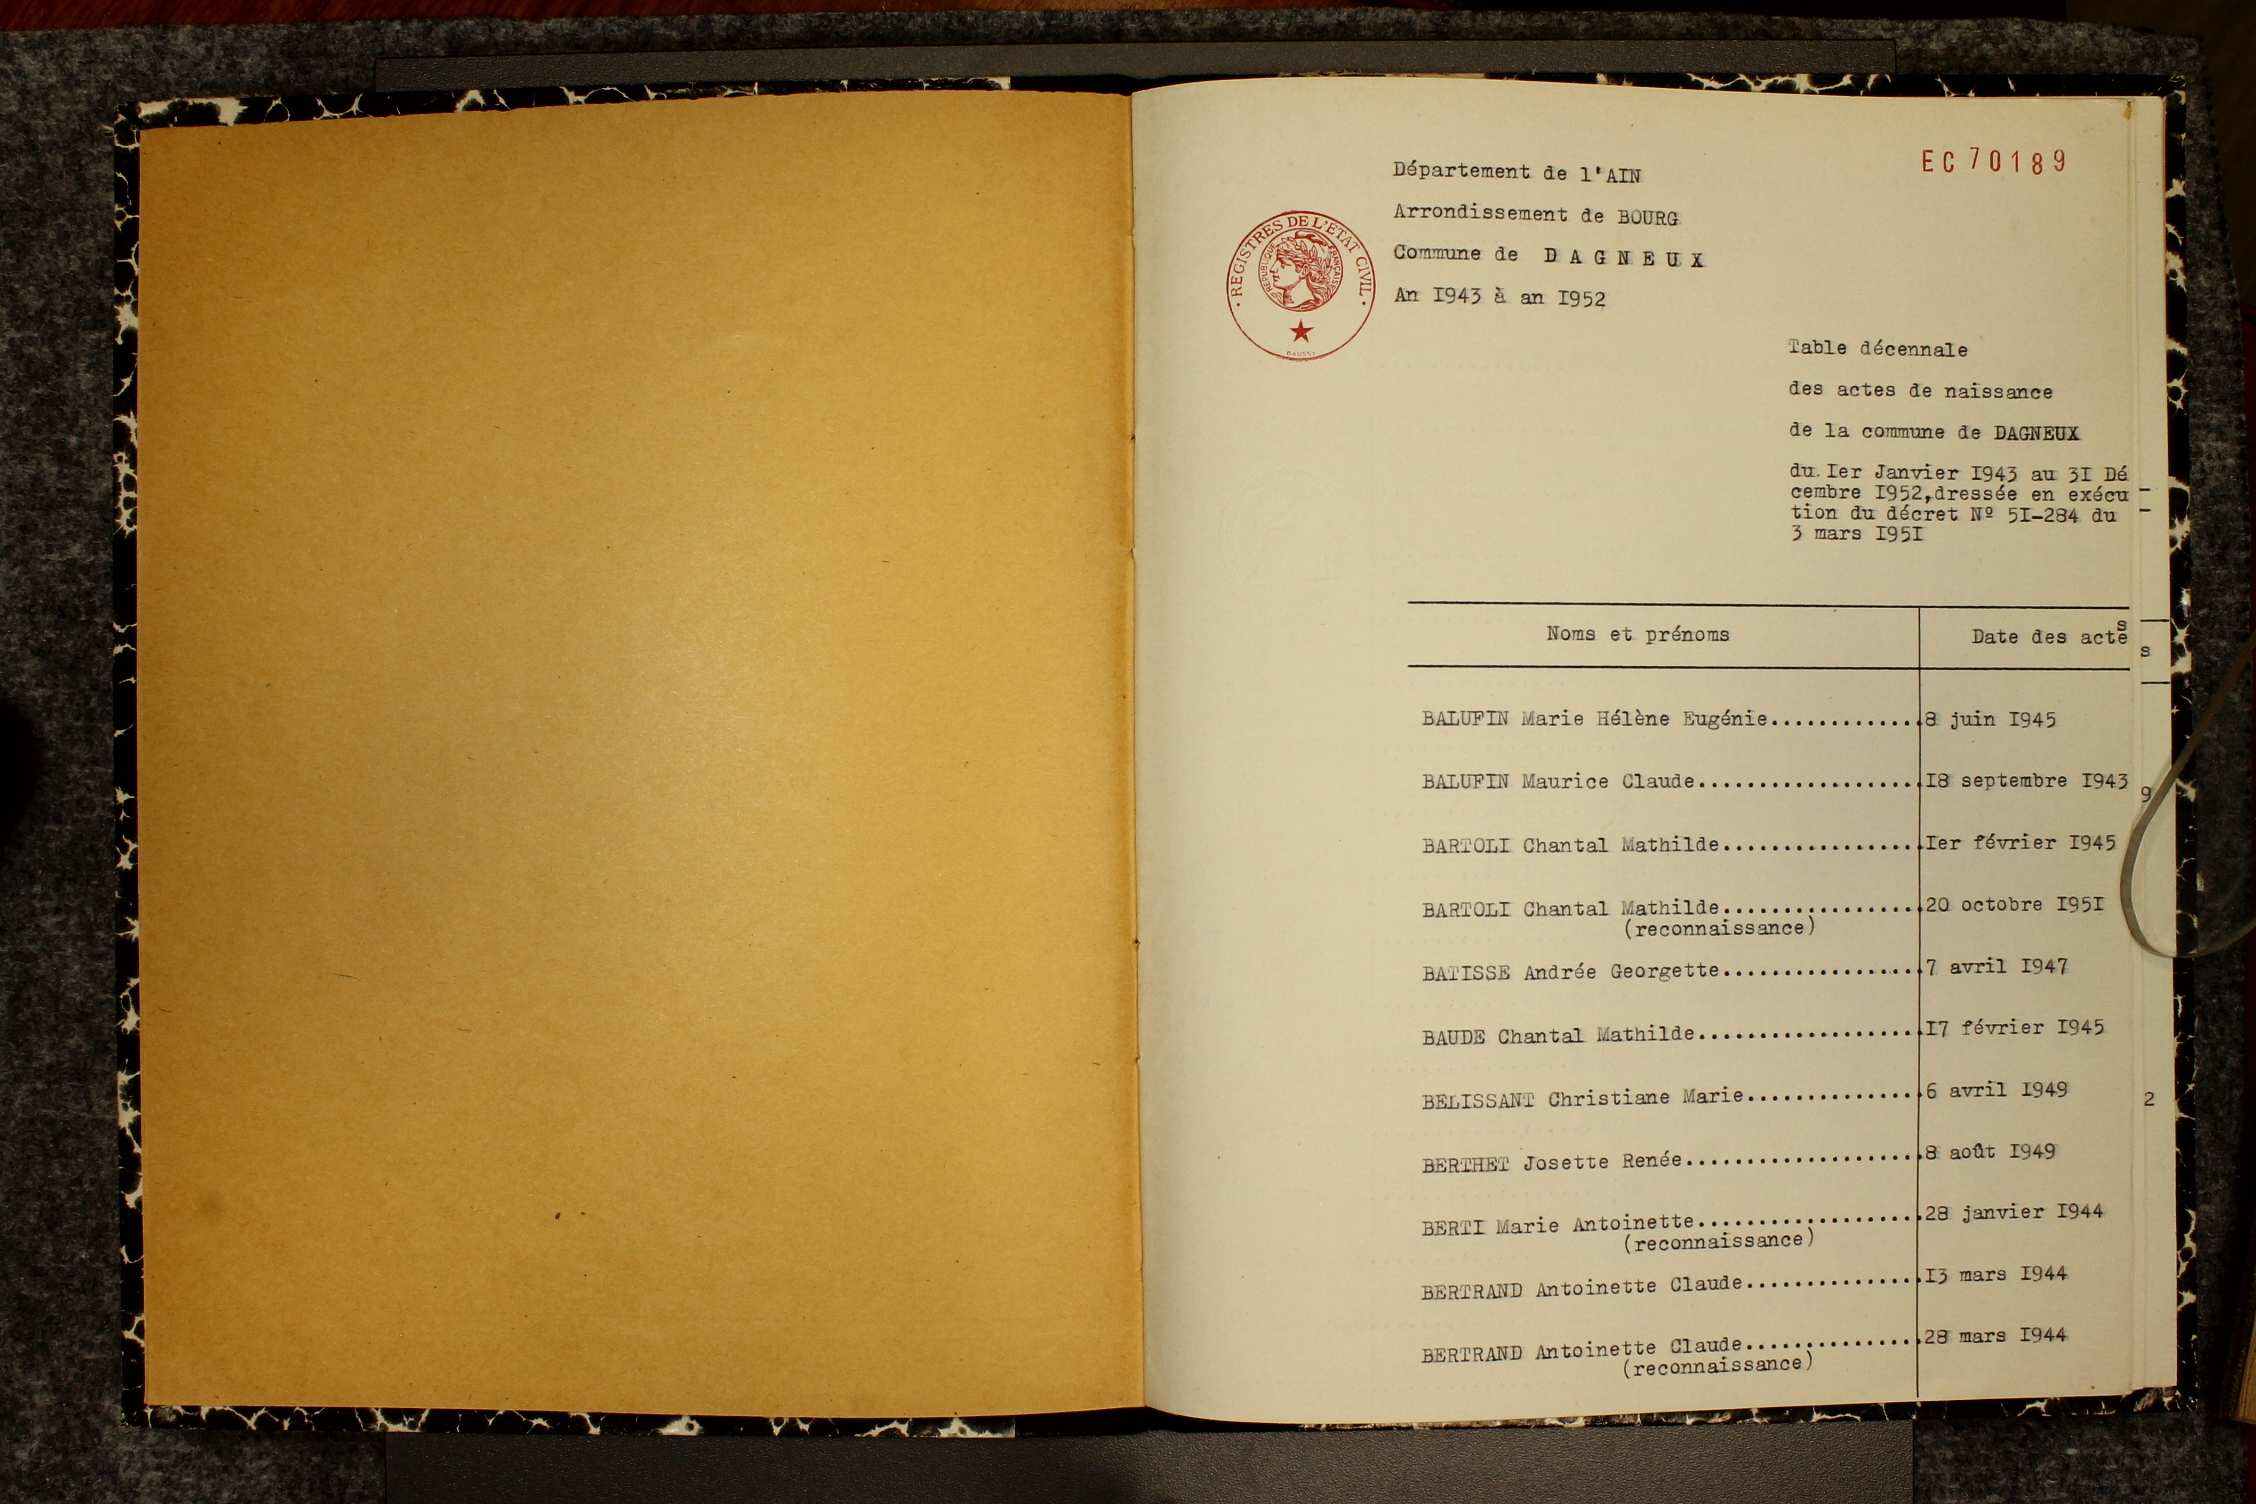 EC 70189
Département de l'AIN
Arrondissement de BOURG
Commune de D A G N E U X
An I943 à an I952
• REGISTRES DE L'ETAT CIVIL •
REPUBLIQUE FRANÇAISE
Table décennale
des actes de naissance
de la commune de DAGNEUX
du Ier Janvier I943 au 3I Dé
cembre I952,dressée en exécu -
tion du décret Nº 5I-284 du -
3 mars I95I
Noms et prénoms Date des actes
s
BALUFIN Marie Hélène Eugénie.............8 juin I945
BALUFIN Maurice Claude...................I8 septembre I943
9
BARTOLI Chantal Mathilde.................Ier février I945
BARTOLI Chantal Mathilde.................20 octobre I95I
(reconnaissance)
BATISSE Andrée Georgette.................7 avril I947
BAUDE Chantal Mathilde...................I7 février I945
BELISSANT Christiane Marie...............6 avril I949
2
BERTHET Josette Renée....................8 août I949
BERTI Marie Antoinette...................28 janvier I944
(reconnaissance)
BERTRAND Antoinette Claude...............I3 mars I944
BERTRAND Antoinette Claude...............28 mars I944
(reconnaissance)